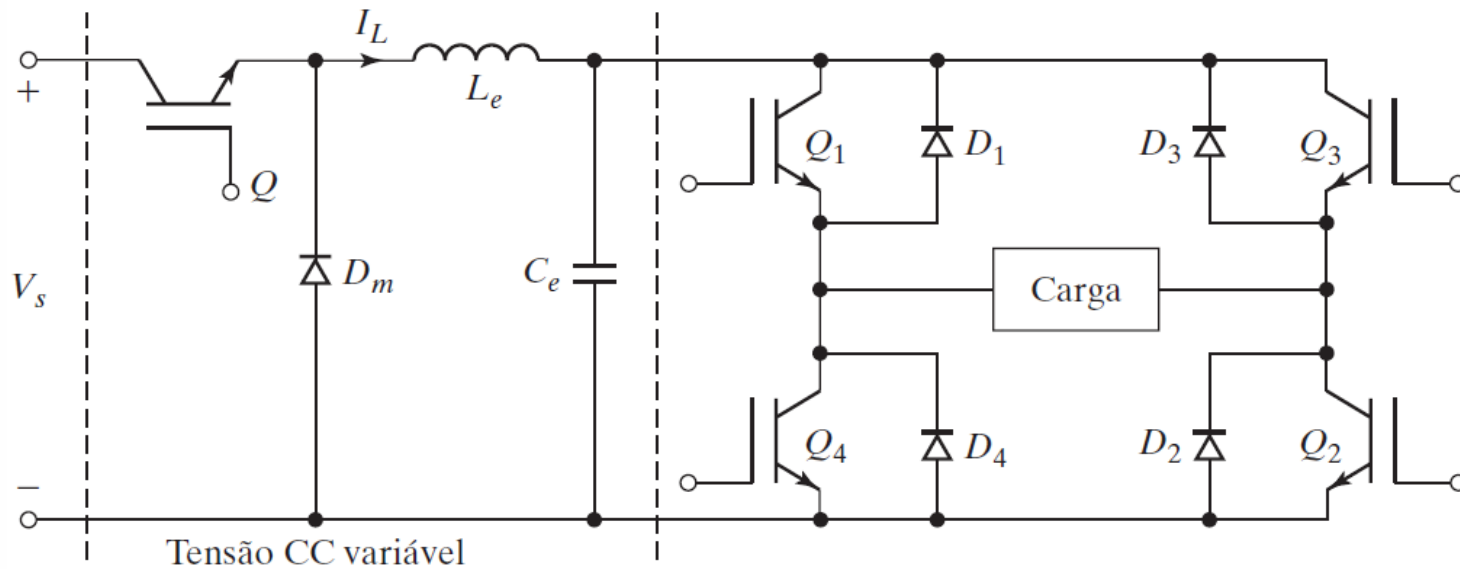 I_L
+
L_e
Q
Q_1
D_1
D_3
Q_3
V_s
D_m
C_e
Carga
Q_4
D_4
D_2
Q_2
−
Tensão CC variável